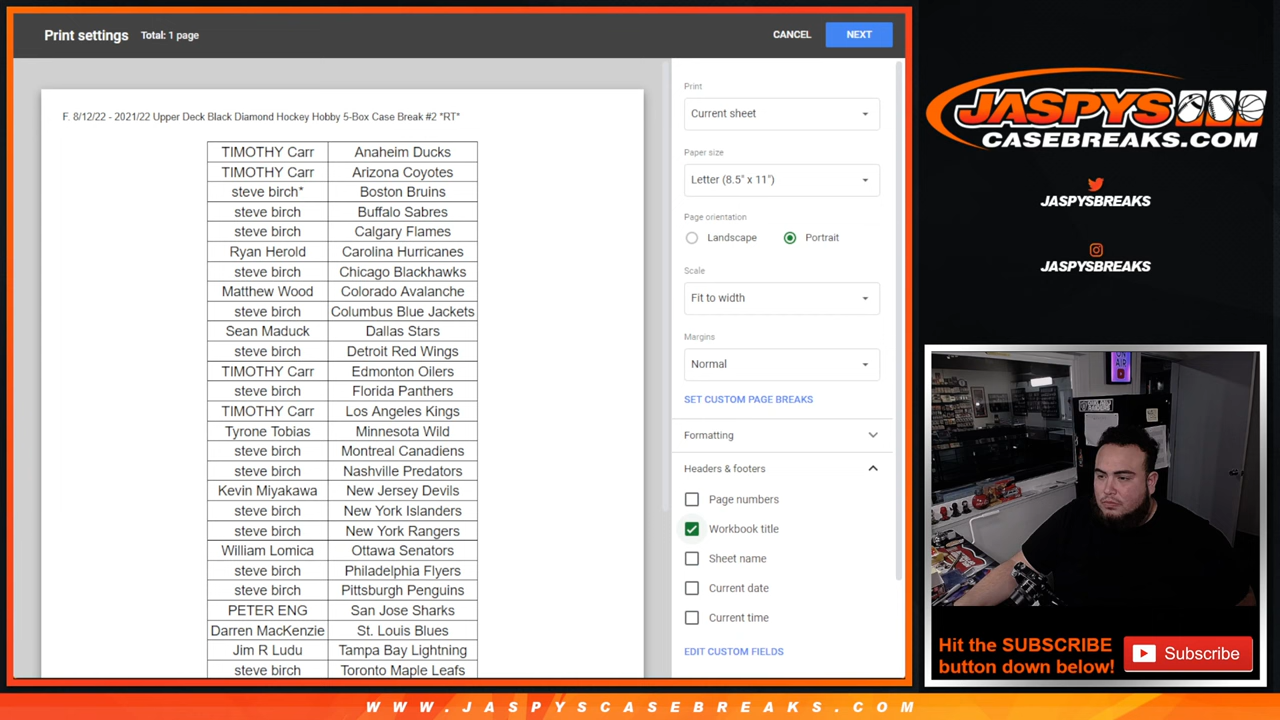 Print settings Total: 1 page CANCEL NEXT
F. 8/12/22 - 2021/22 Upper Deck Black Diamond Hockey Hobby 5-Box Case Break #2 *RT*
TIMOTHY Carr Anaheim Ducks
TIMOTHY Carr Arizona Coyotes
steve birch* Boston Bruins
steve birch Buffalo Sabres
steve birch Calgary Flames
Ryan Herold Carolina Hurricanes
steve birch Chicago Blackhawks
Matthew Wood Colorado Avalanche
steve birch Columbus Blue Jackets
Sean Maduck Dallas Stars
steve birch Detroit Red Wings
TIMOTHY Carr Edmonton Oilers
steve birch Florida Panthers
TIMOTHY Carr Los Angeles Kings
Tyrone Tobias Minnesota Wild
steve birch Montreal Canadiens
steve birch Nashville Predators
Kevin Miyakawa New Jersey Devils
steve birch New York Islanders
steve birch New York Rangers
William Lomica Ottawa Senators
steve birch Philadelphia Flyers
steve birch Pittsburgh Penguins
PETER ENG San Jose Sharks
Darren MacKenzie St. Louis Blues
Jim R Ludu Tampa Bay Lightning
steve birch Toronto Maple Leafs
Print
Current sheet
Paper size
Letter (8.5" x 11")
Page orientation
Landscape Portrait
Scale
Fit to width
Margins
Normal
SET CUSTOM PAGE BREAKS
Formatting
Headers & footers
Page numbers
Workbook title
Sheet name
Current date
Current time
EDIT CUSTOM FIELDS
JASPYS
CASEBREAKS.COM
JASPYSBREAKS
JASPYSBREAKS
ON
AIR
Hit the SUBSCRIBE
button down below!
Subscribe
WWW.JASPYSCASEBREAKS.COM